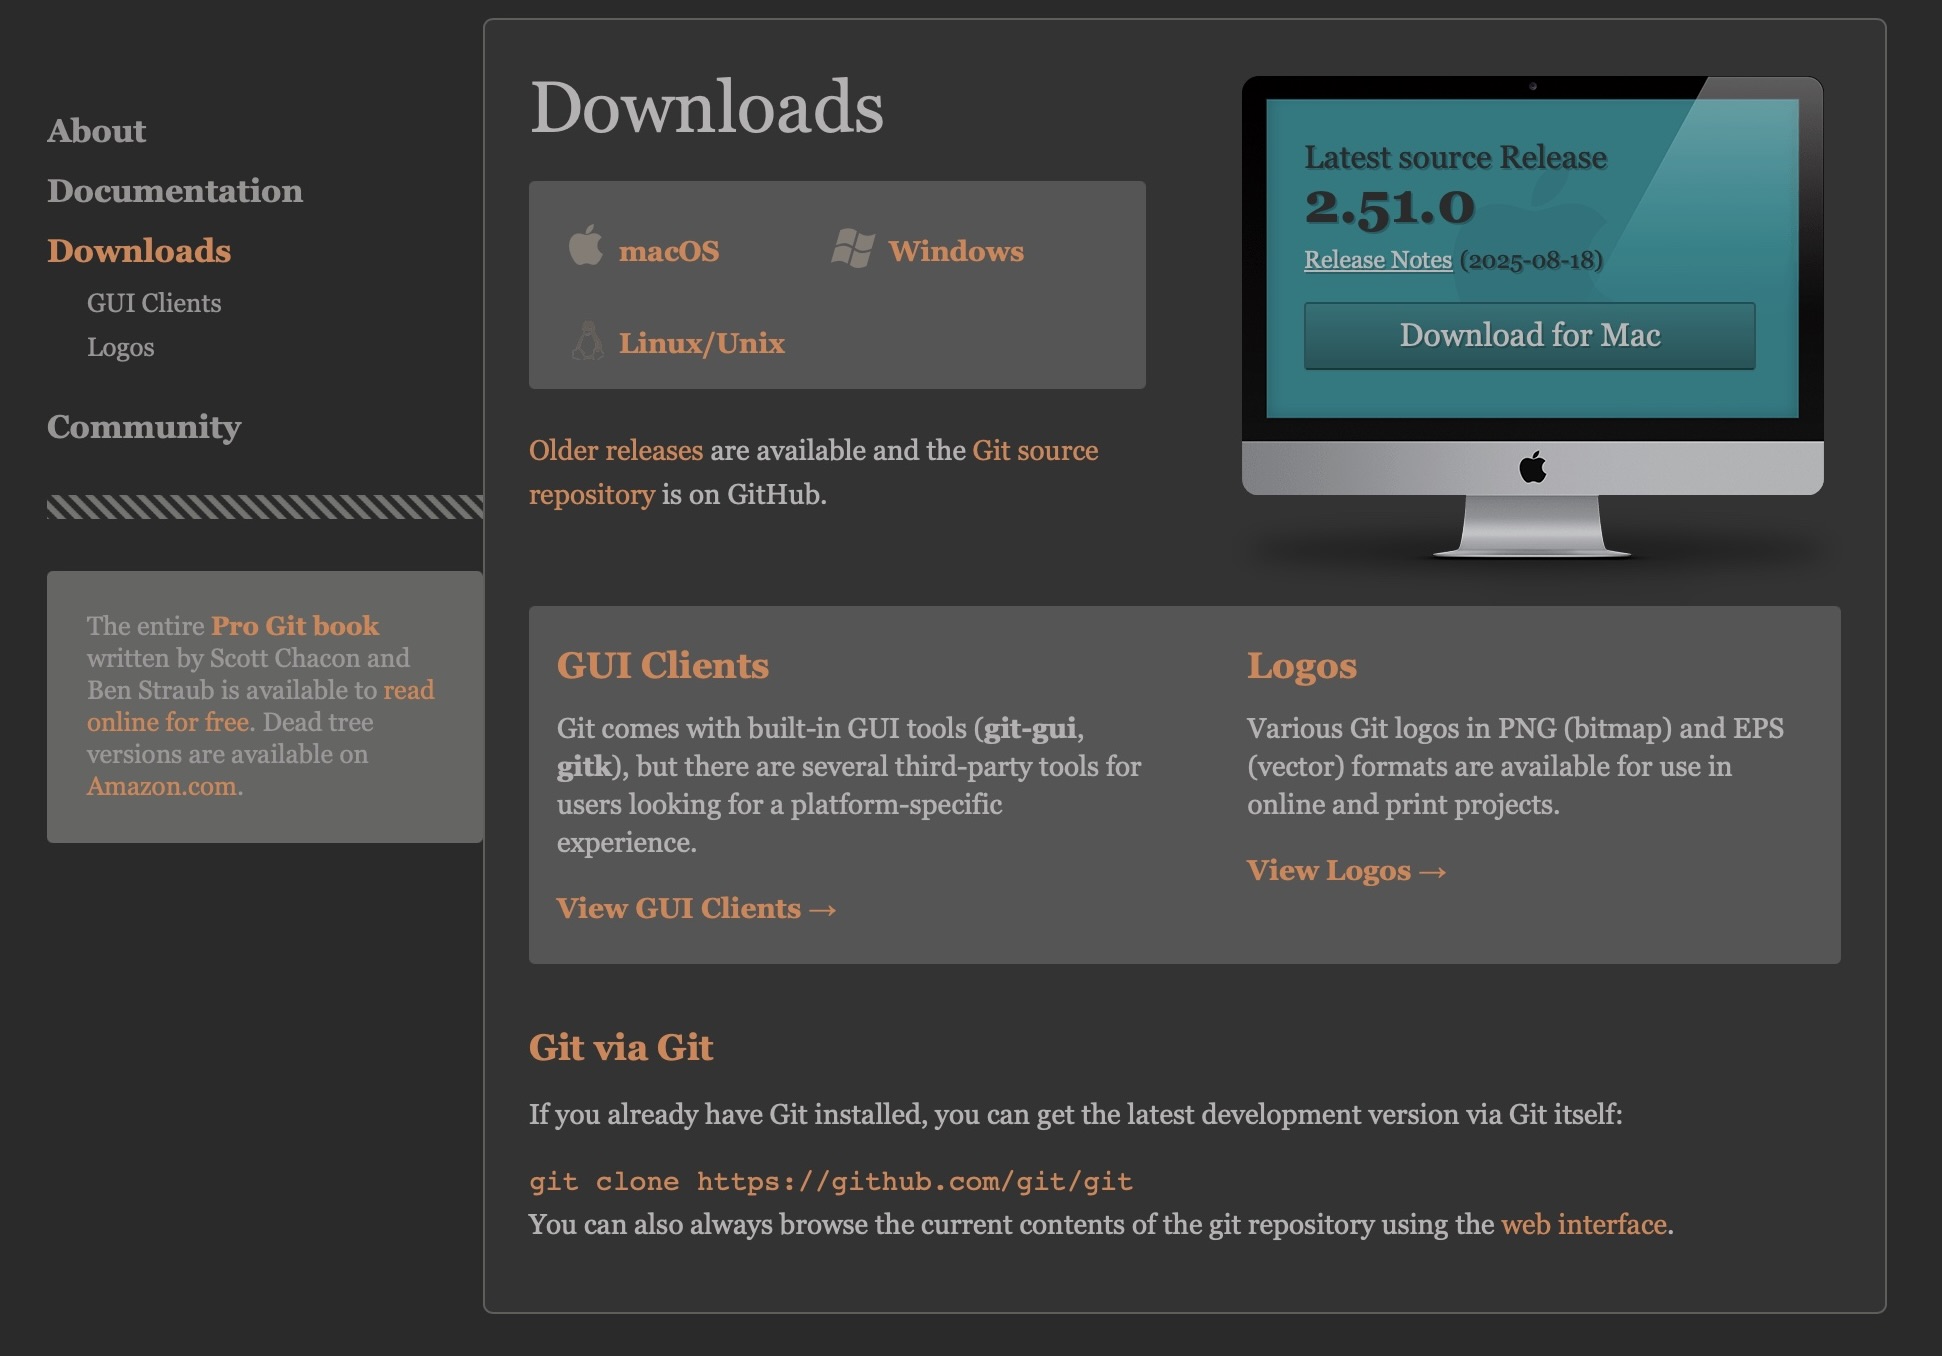 About
Documentation
Downloads
GUI Clients
Logos
Community
The entire Pro Git book
written by Scott Chacon and
Ben Straub is available to read
online for free. Dead tree
versions are available on
Amazon.com.
Downloads
macOS
Windows
Linux/Unix
Older releases are available and the Git source
repository is on GitHub.
Latest source Release
2.51.0
Release Notes (2025-08-18)
Download for Mac
GUI Clients
Git comes with built-in GUI tools (git-gui,
gitk), but there are several third-party tools for
users looking for a platform-specific
experience.
View GUI Clients →
Logos
Various Git logos in PNG (bitmap) and EPS
(vector) formats are available for use in
online and print projects.
View Logos →
Git via Git
If you already have Git installed, you can get the latest development version via Git itself:
git clone https://github.com/git/git
You can also always browse the current contents of the git repository using the web interface.